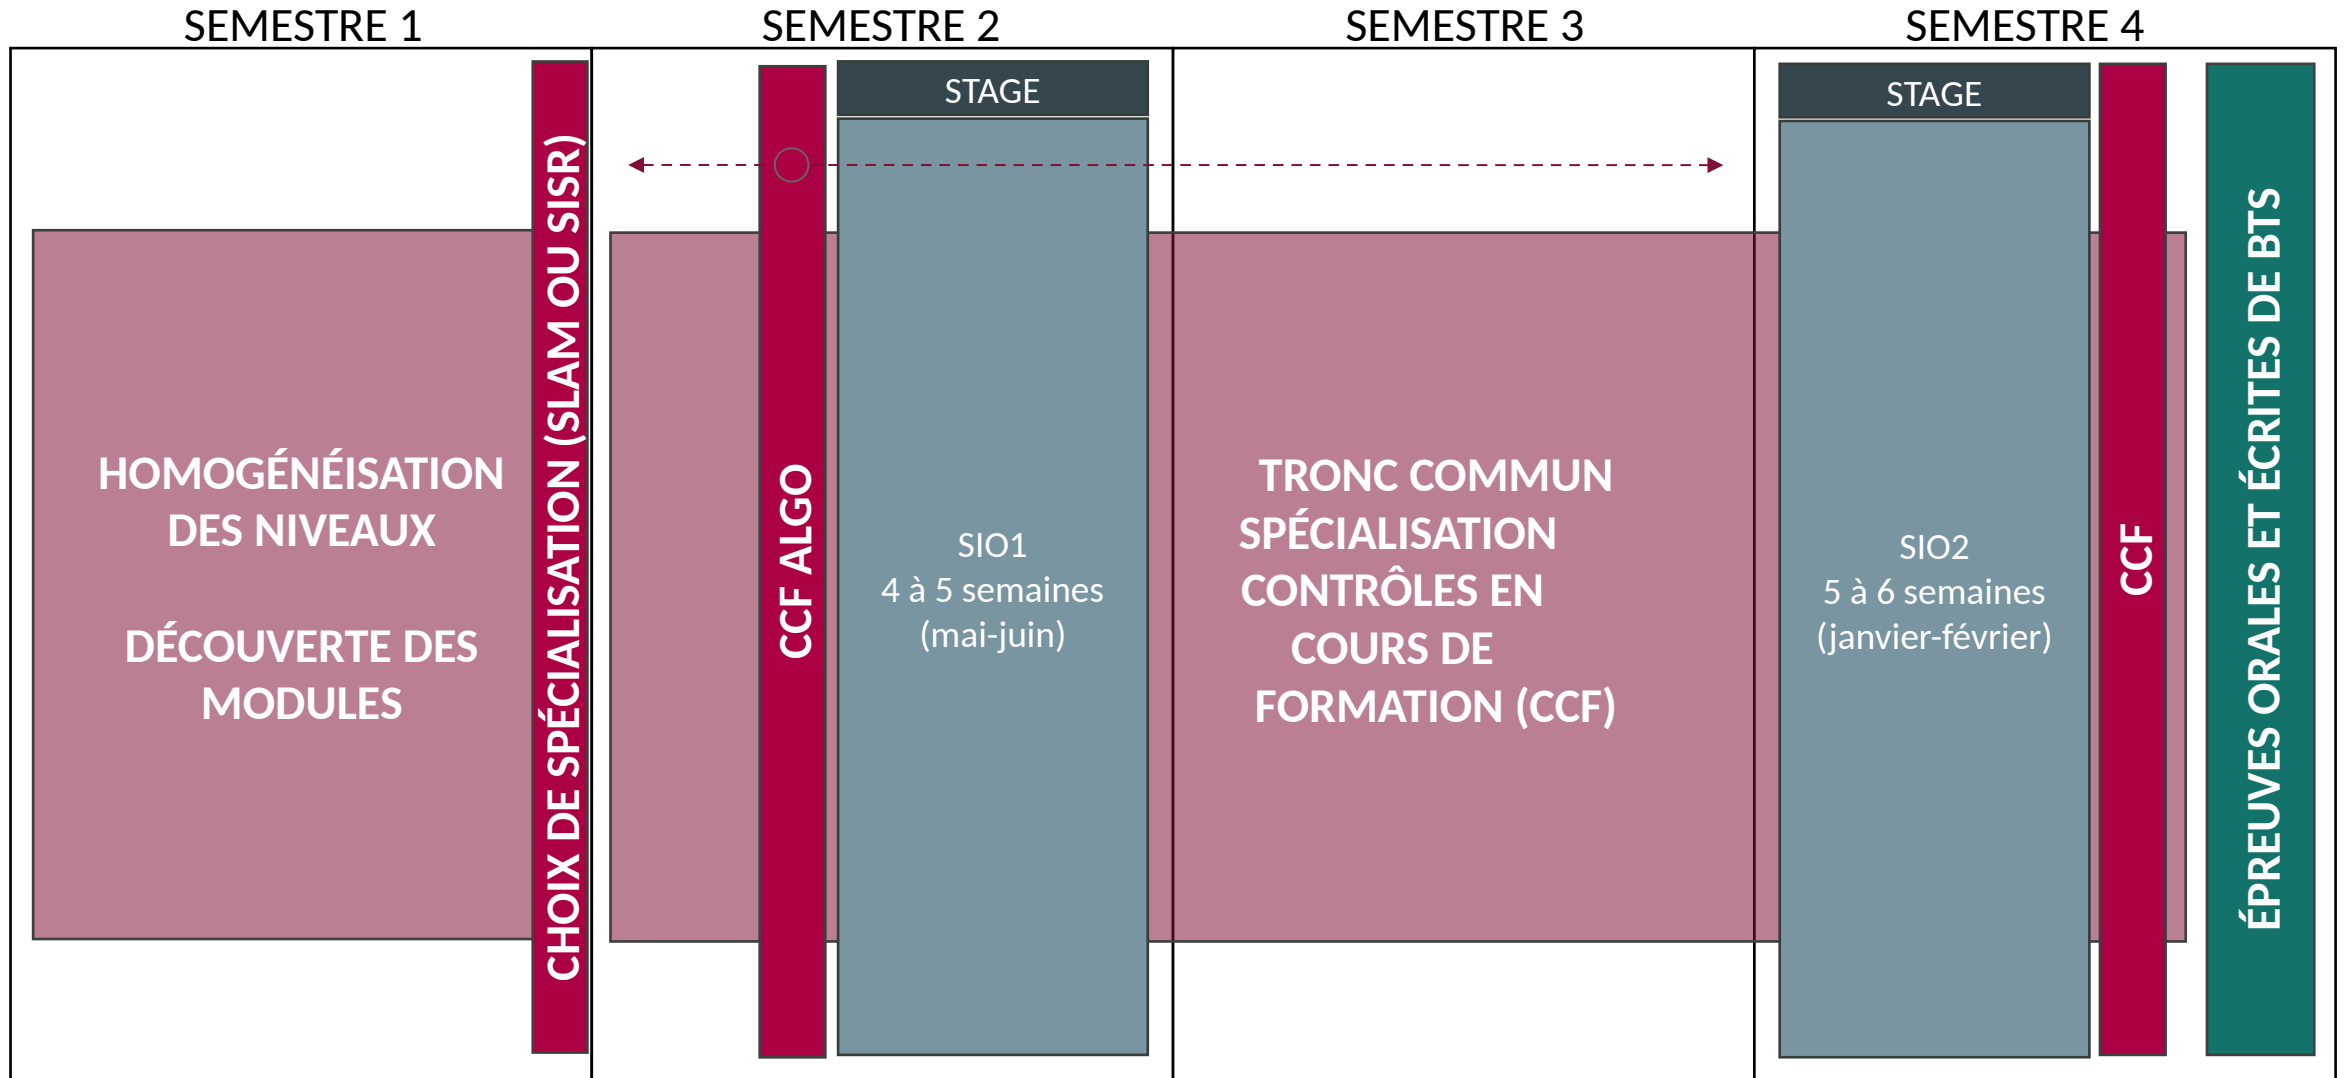 SEMESTRE 1
SEMESTRE 2
SEMESTRE 3
SEMESTRE 4
HOMOGÉNÉISATION
DES NIVEAUX
DÉCOUVERTE DES
MODULES
CHOIX DE SPÉCIALISATION (SLAM OU SISR)
CCF ALGO
STAGE
SIO1
4 à 5 semaines
(mai-juin)
TRONC COMMUN
SPÉCIALISATION
CONTRÔLES EN
COURS DE
FORMATION (CCF)
STAGE
SIO2
5 à 6 semaines
(janvier-février)
CCF
ÉPREUVES ORALES ET ÉCRITES DE BTS